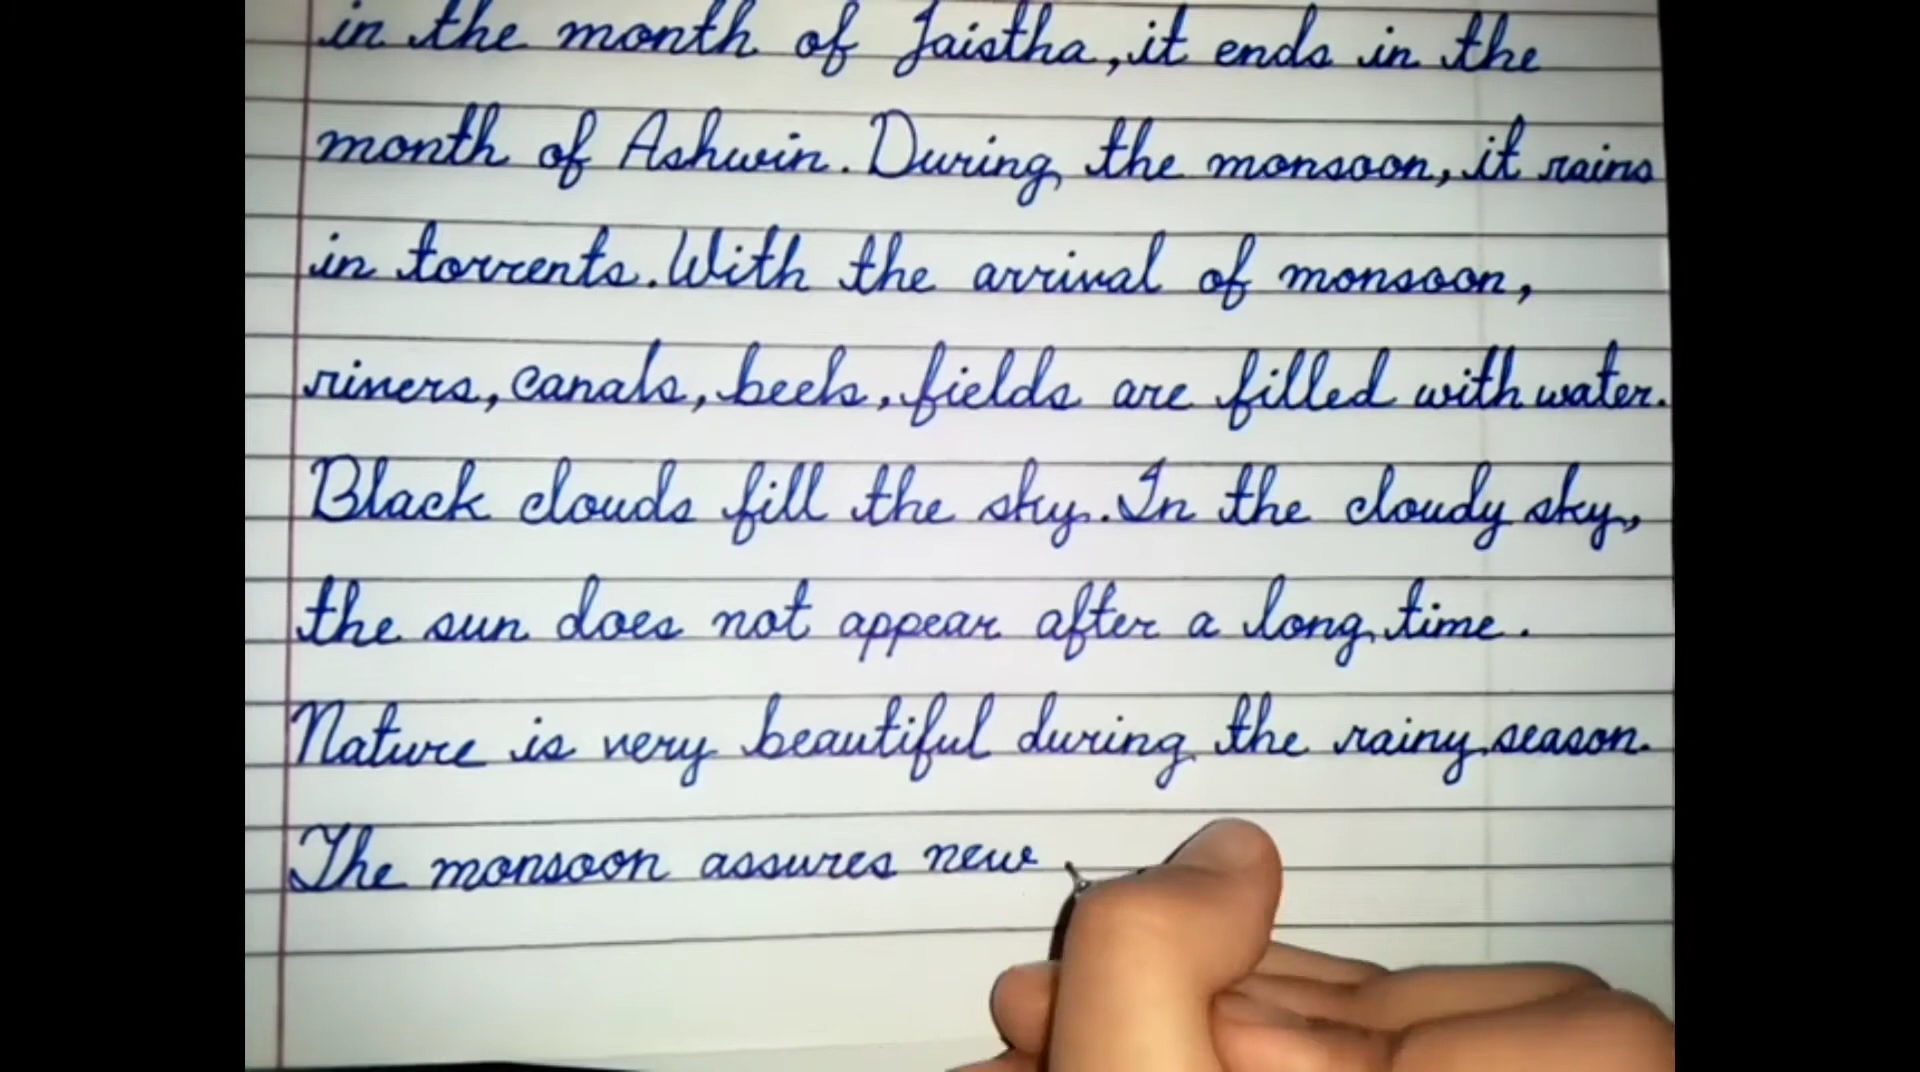 in the month of Jaistha, it ends in the
month of Ashwin. During the monsoon, it rains
in torrents. With the arrival of monsoon,
rivers, canals, beels, fields are filled with water.
Black clouds fill the sky. In the cloudy sky,
the sun does not appear after a long time.
Nature is very beautiful during the rainy season.
The monsoon assures new